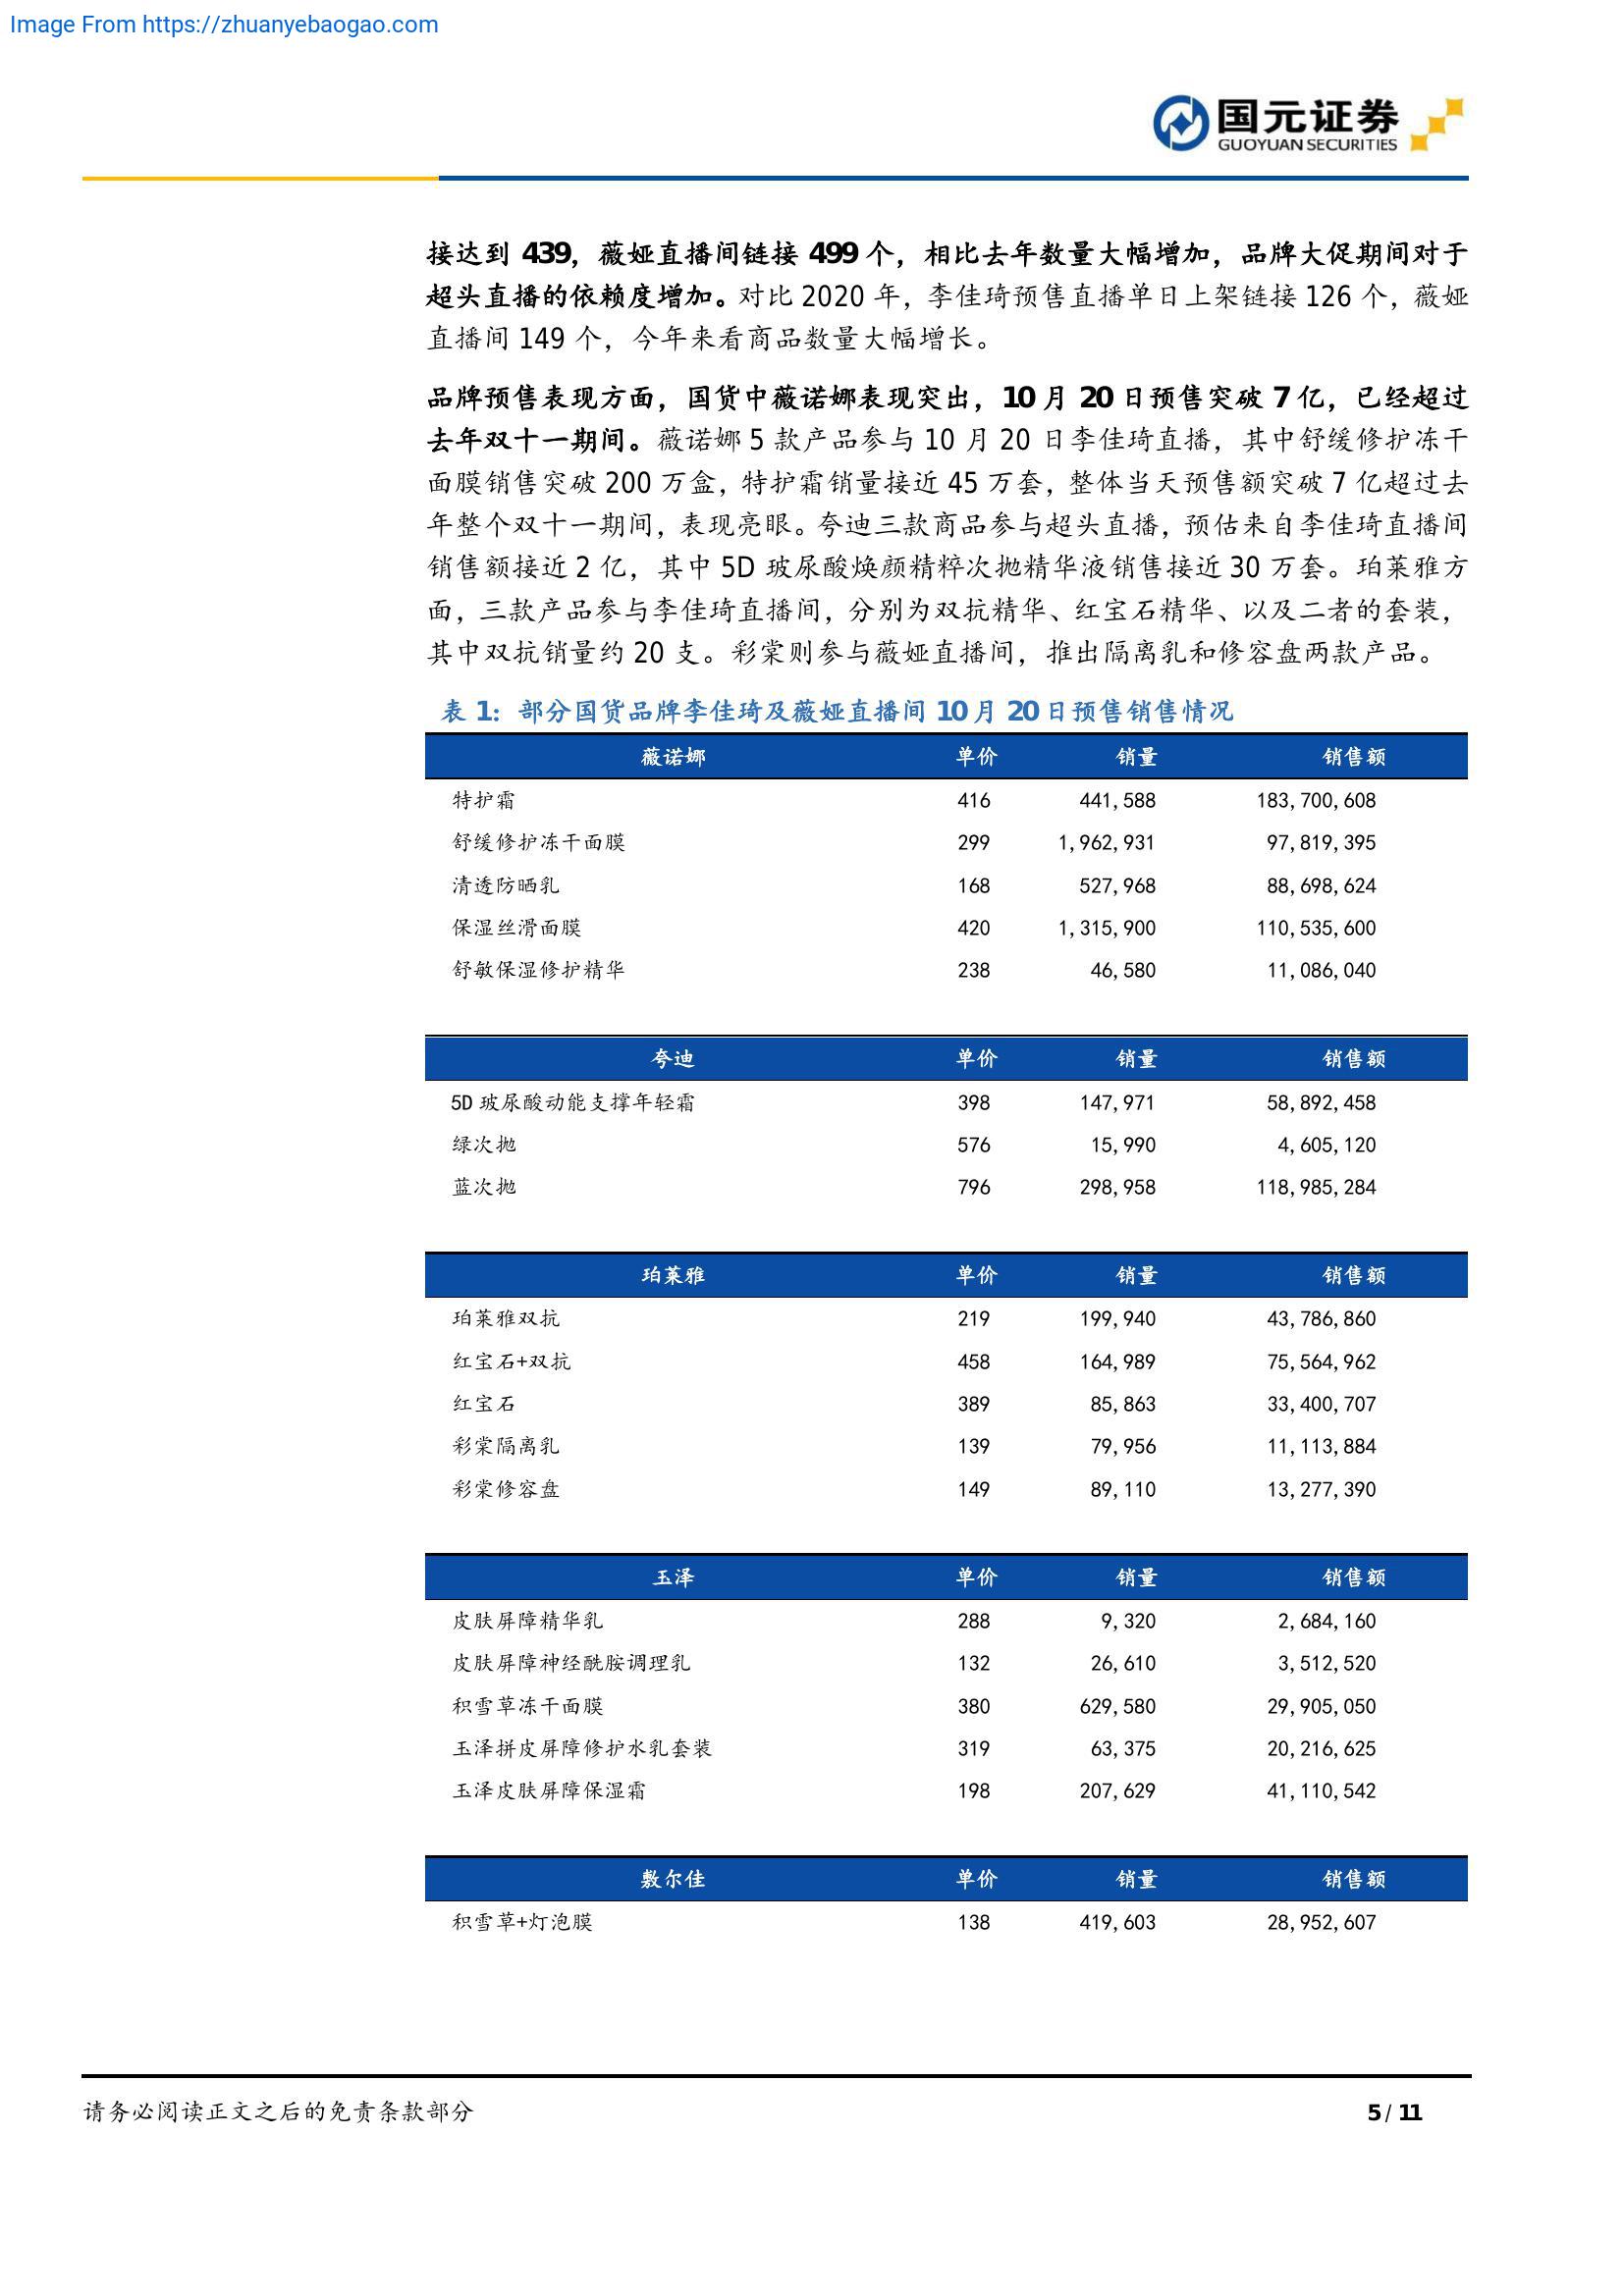 Image From https://zhuanyebaogao.com
国元证券
GUOYUAN SECURITIES
接达到 439，薇娅直播间链接 499 个，相比去年数量大幅增加，品牌大促期间对于
超头直播的依赖度增加。对比 2020 年，李佳琦预售直播单日上架链接 126 个，薇娅
直播间 149 个，今年来看商品数量大幅增长。
品牌预售表现方面，国货中薇诺娜表现突出，10 月 20 日预售突破 7 亿，已经超过
去年双十一期间。薇诺娜 5 款产品参与 10 月 20 日李佳琦直播，其中舒缓修护冻干
面膜销售突破 200 万盒，特护霜销量接近 45 万套，整体当天预售额突破 7 亿超过去
年整个双十一期间，表现亮眼。夸迪三款商品参与超头直播，预估来自李佳琦直播间
销售额接近 2 亿，其中 5D 玻尿酸焕颜精粹次抛精华液销售接近 30 万套。珀莱雅方
面，三款产品参与李佳琦直播间，分别为双抗精华、红宝石精华、以及二者的套装，
其中双抗销量约 20 支。彩棠则参与薇娅直播间，推出隔离乳和修容盘两款产品。
表 1：部分国货品牌李佳琦及薇娅直播间 10 月 20 日预售销售情况
薇诺娜 单价 销量 销售额
特护霜 416 441,588 183,700,608
舒缓修护冻干面膜 299 1,962,931 97,819,395
清透防晒乳 168 527,968 88,698,624
保湿丝滑面膜 420 1,315,900 110,535,600
舒敏保湿修护精华 238 46,580 11,086,040
夸迪 单价 销量 销售额
5D 玻尿酸动能支撑年轻霜 398 147,971 58,892,458
绿次抛 576 15,990 4,605,120
蓝次抛 796 298,958 118,985,284
珀莱雅 单价 销量 销售额
珀莱雅双抗 219 199,940 43,786,860
红宝石+双抗 458 164,989 75,564,962
红宝石 389 85,863 33,400,707
彩棠隔离乳 139 79,956 11,113,884
彩棠修容盘 149 89,110 13,277,390
玉泽 单价 销量 销售额
皮肤屏障精华乳 288 9,320 2,684,160
皮肤屏障神经酰胺调理乳 132 26,610 3,512,520
积雪草冻干面膜 380 629,580 29,905,050
玉泽拼皮屏障修护水乳套装 319 63,375 20,216,625
玉泽皮肤屏障保湿霜 198 207,629 41,110,542
敷尔佳 单价 销量 销售额
积雪草+灯泡膜 138 419,603 28,952,607
请务必阅读正文之后的免责条款部分
5 / 11